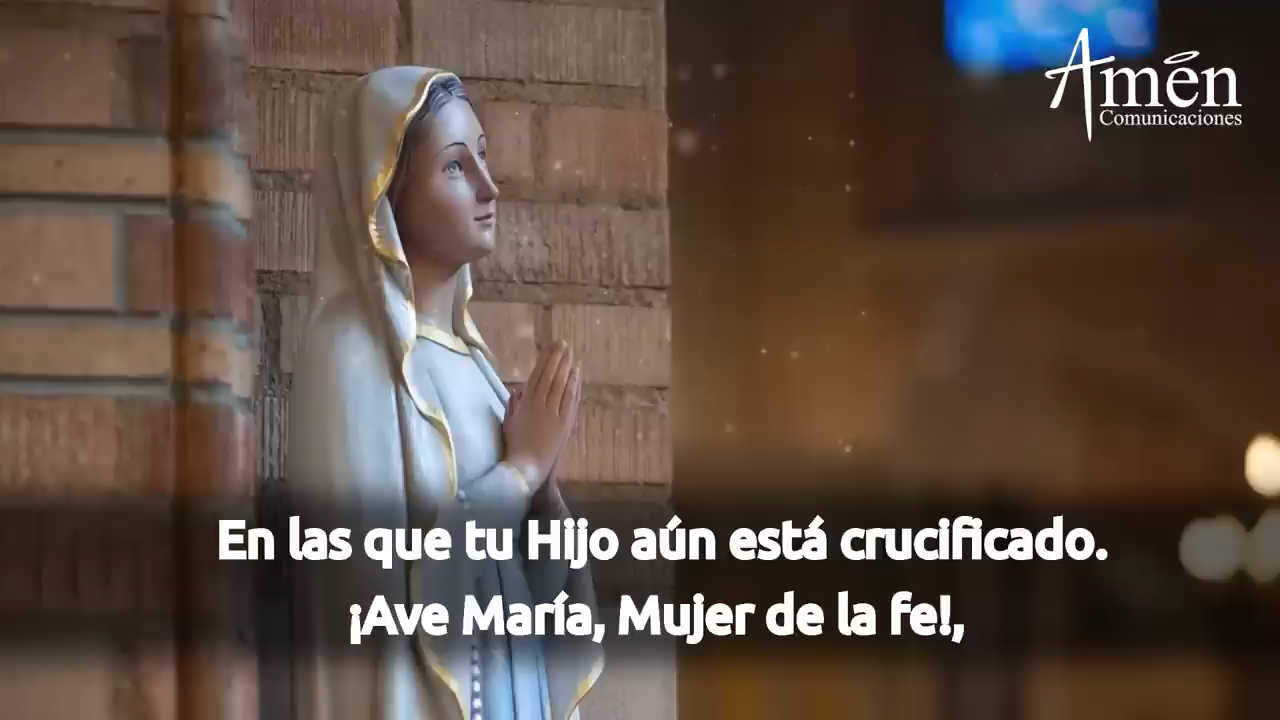 Amén
Comunicaciones
En las que tu Hijo aún está crucificado.
¡Ave María, Mujer de la fe!,